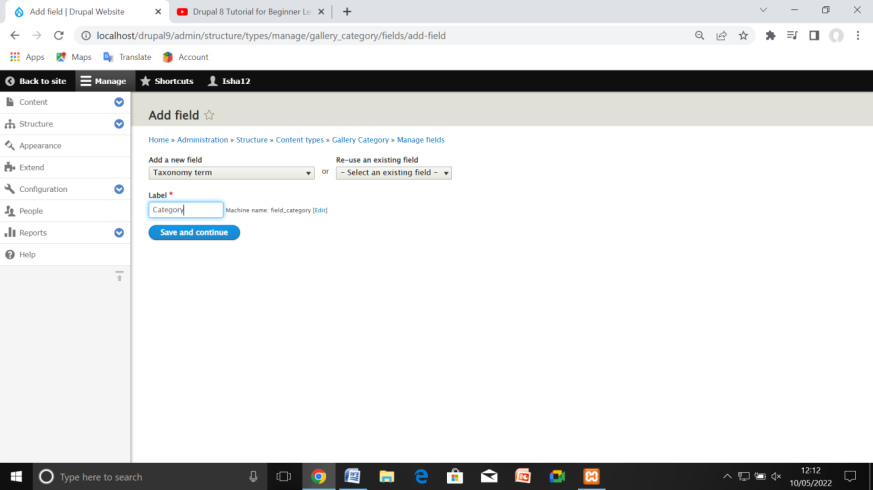 Add field | Drupal Website
Drupal 8 Tutorial for Beginner Le
localhost/drupal9/admin/structure/types/manage/gallery_category/fields/add-field
Apps Maps Translate Account
Back to site Manage Shortcuts Isha12
Content
Structure
Appearance
Extend
Configuration
People
Reports
Help
Add field
Home » Administration » Structure » Content types » Gallery Category » Manage fields
Add a new field
Taxonomy term
or
Re-use an existing field
- Select an existing field -
Label *
Category
Machine name: field_category [Edit]
Save and continue
Type here to search
12:12
10/05/2022